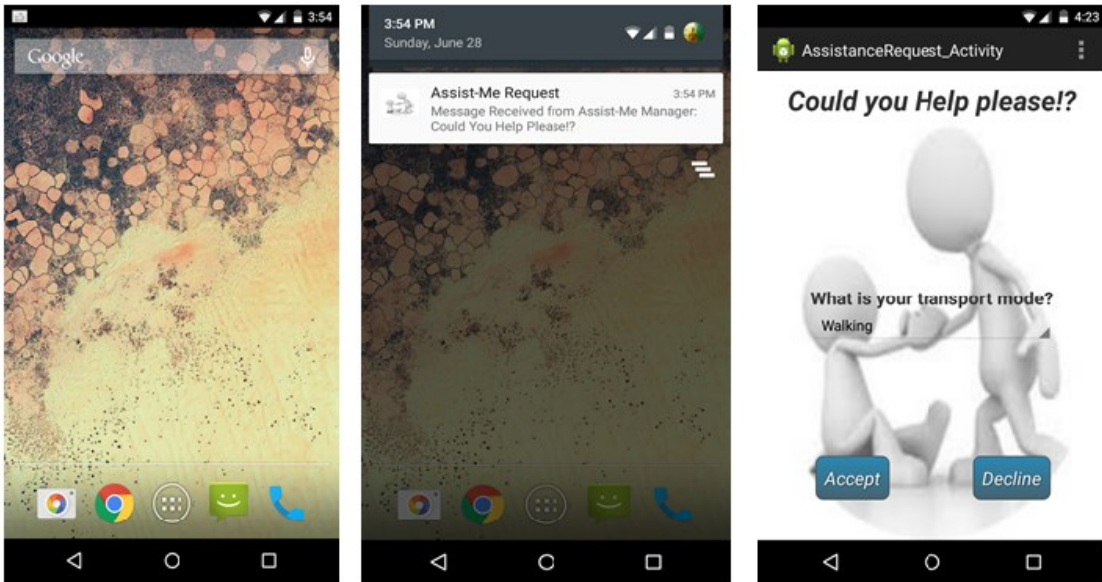 3:54
Google
3:54 PM
Sunday, June 28
Assist-Me Request 3:54 PM
Message Received from Assist-Me Manager:
Could You Help Please!?
4:23
AssistanceRequest_Activity
Could you Help please!?
What is your transport mode?
Walking
Accept Decline